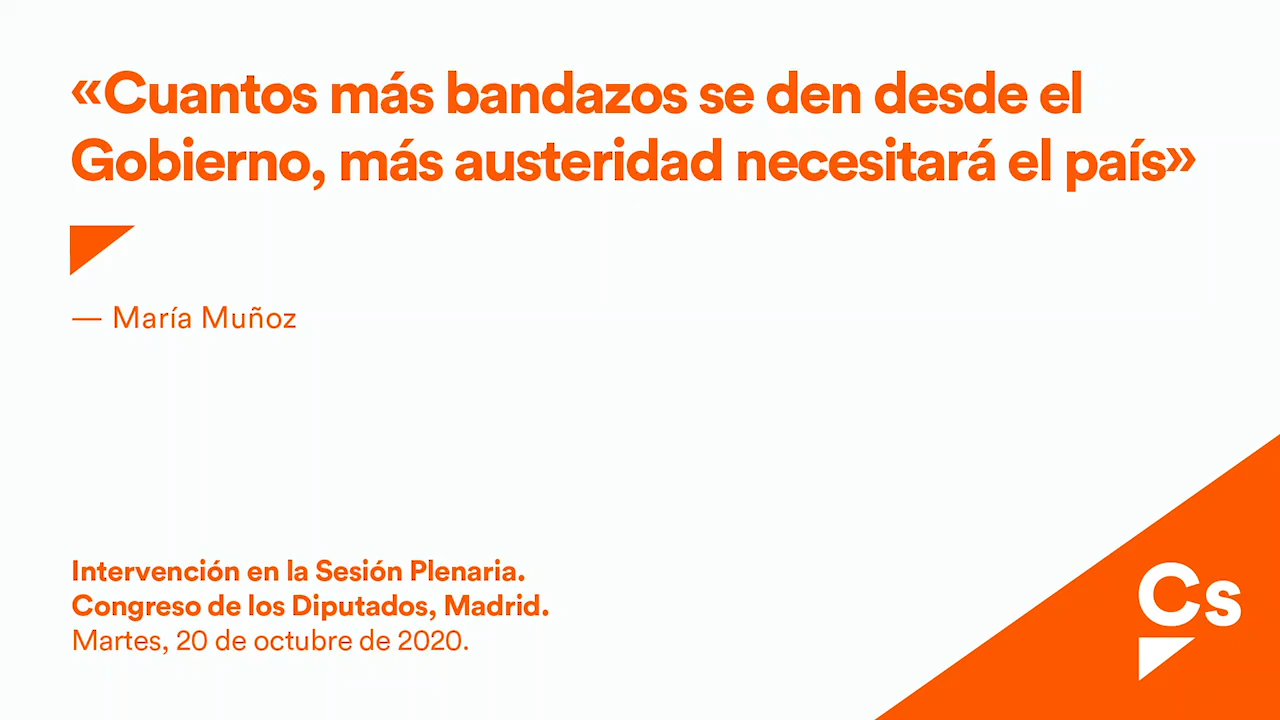 «Cuantos más bandazos se den desde el
Gobierno, más austeridad necesitará el país»
— María Muñoz
Intervención en la Sesión Plenaria.
Congreso de los Diputados, Madrid.
Martes, 20 de octubre de 2020.
Cs